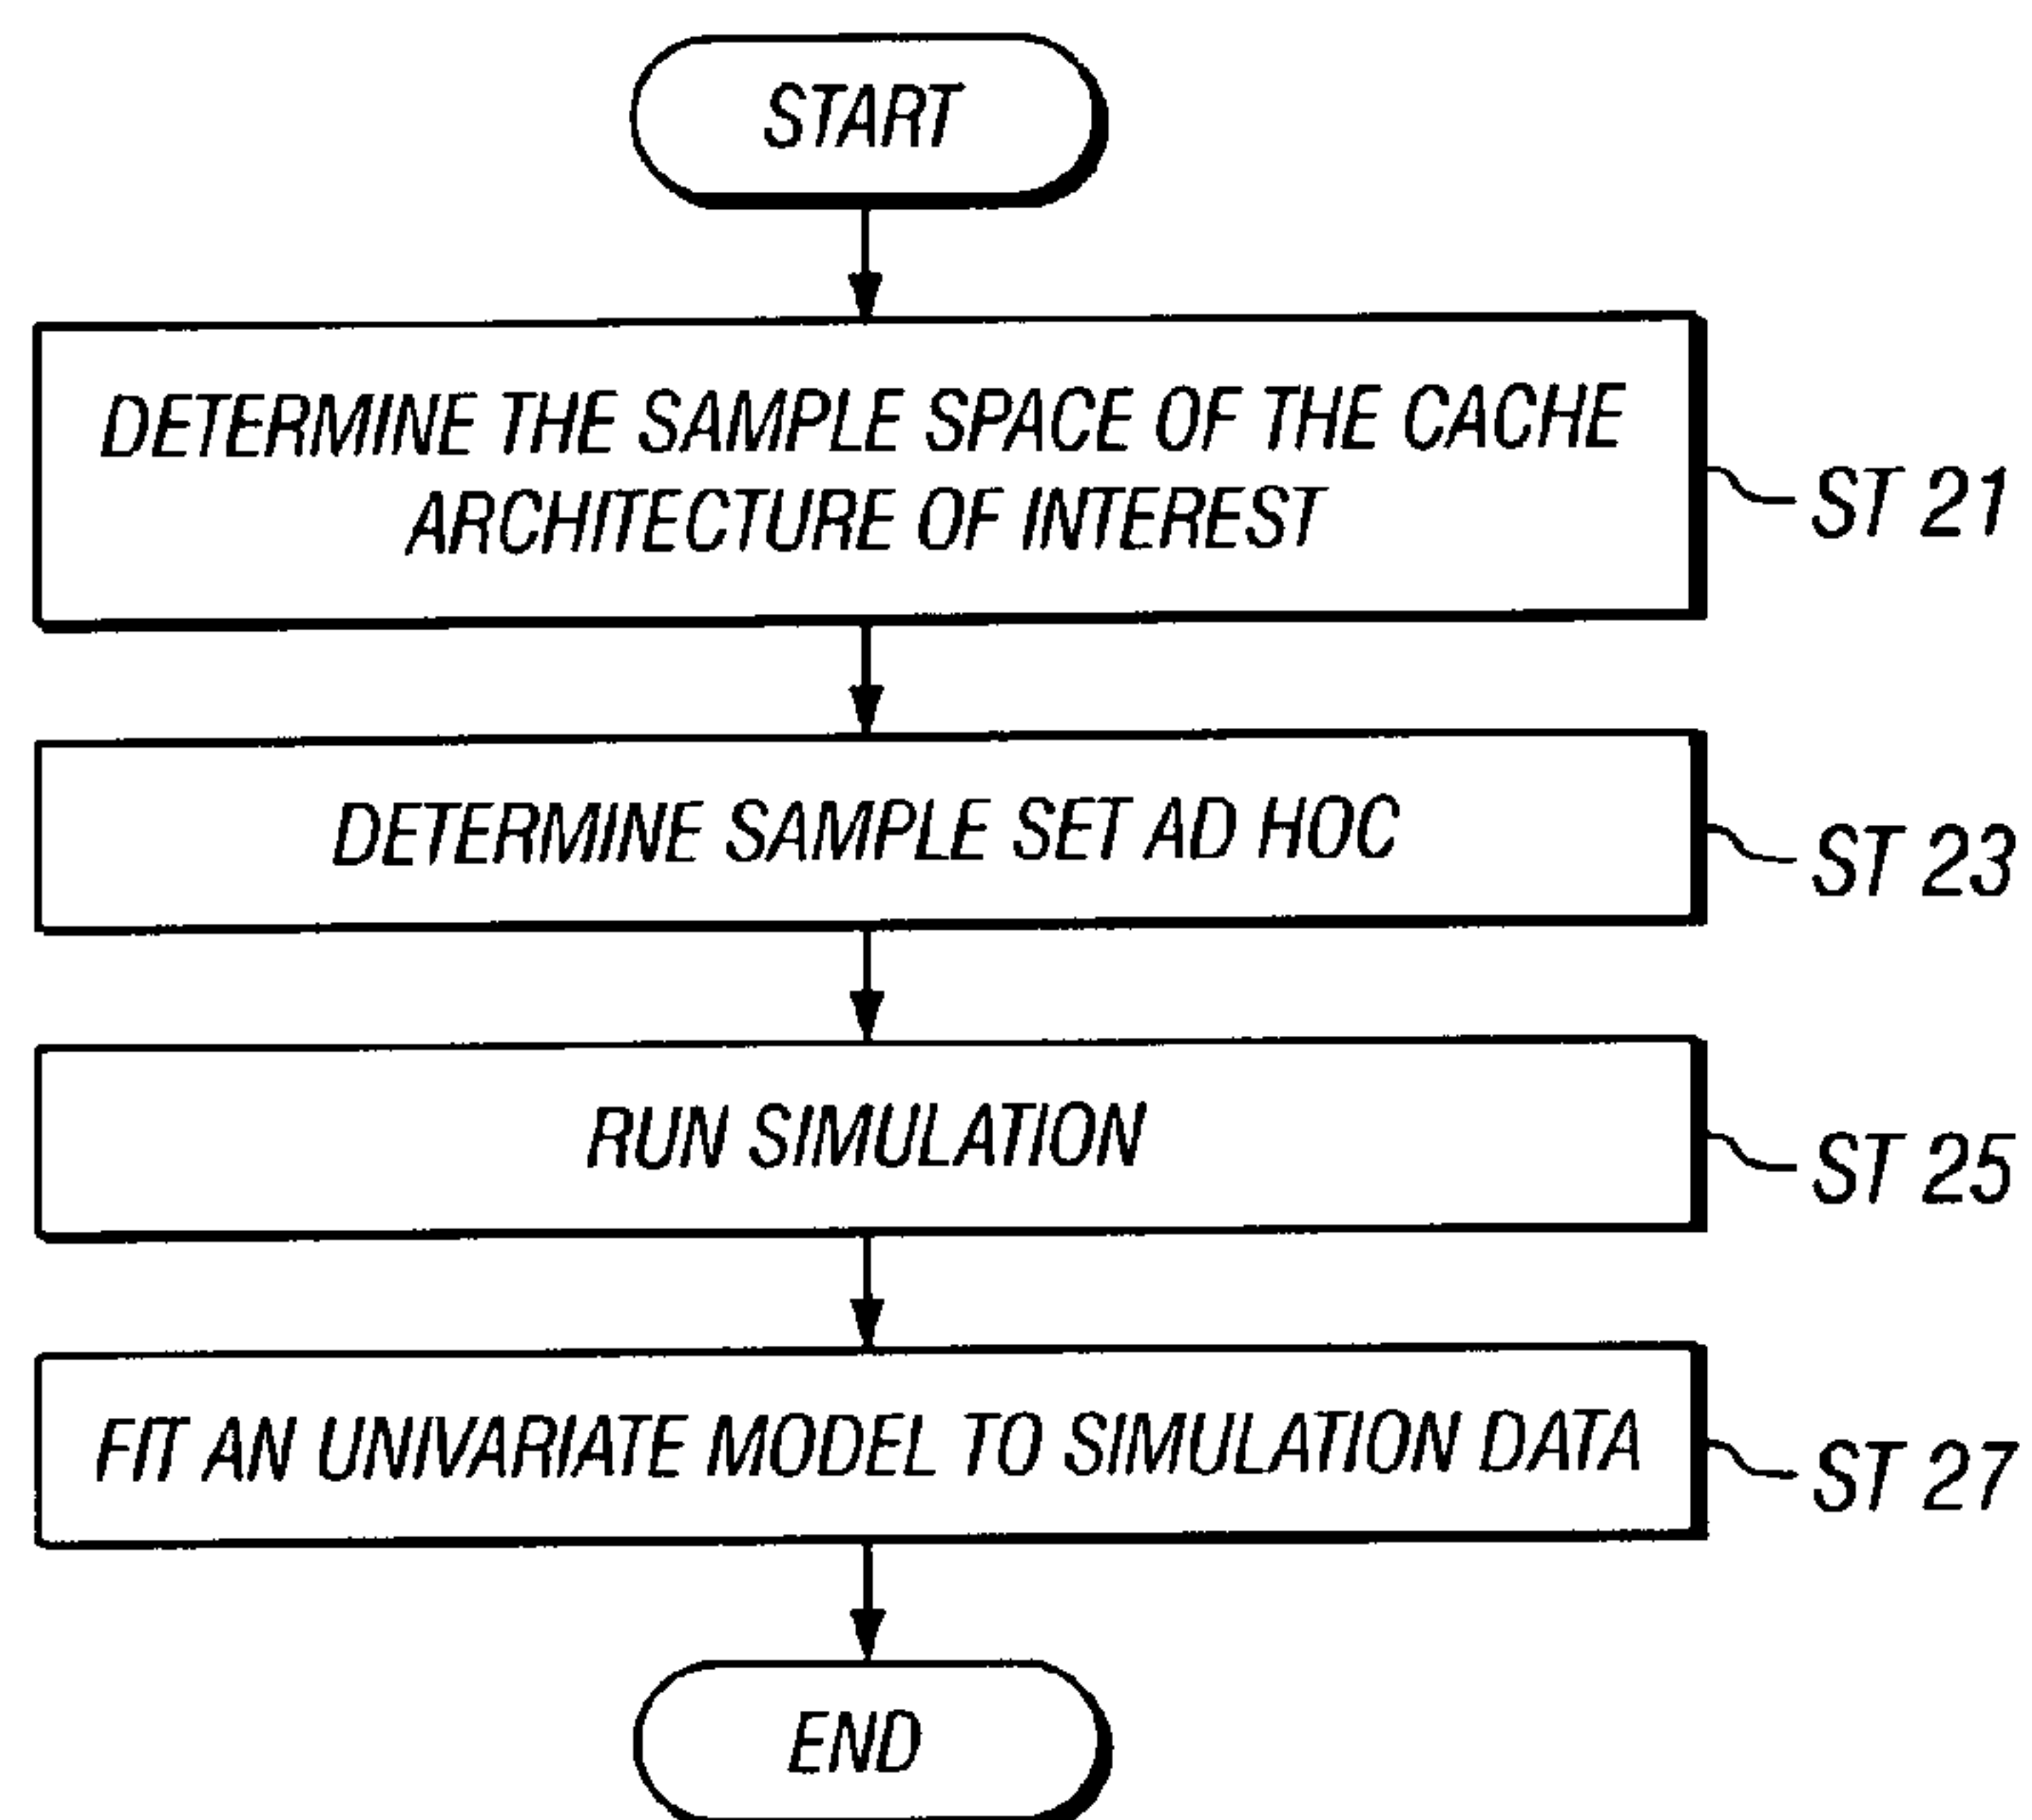 START
DETERMINE THE SAMPLE SPACE OF THE CACHE
ARCHITECTURE OF INTEREST
ST 21
DETERMINE SAMPLE SET AD HOC
ST 23
RUN SIMULATION
ST 25
FIT AN UNIVARIATE MODEL TO SIMULATION DATA
ST 27
END